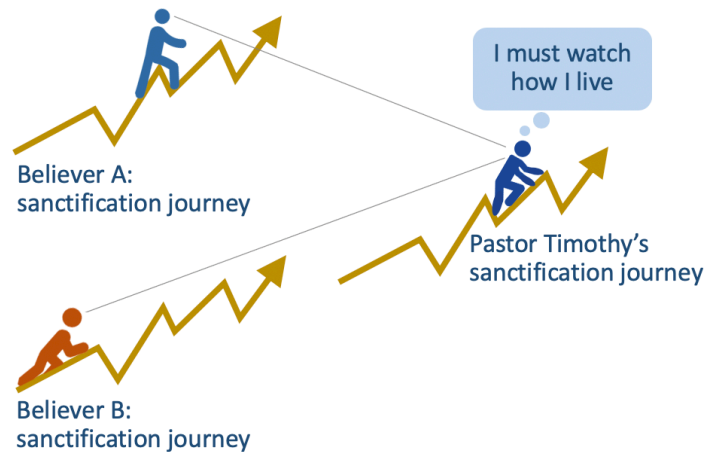 I must watch
how I live
Believer A:
sanctification journey
Pastor Timothy's
sanctification journey
Believer B:
sanctification journey